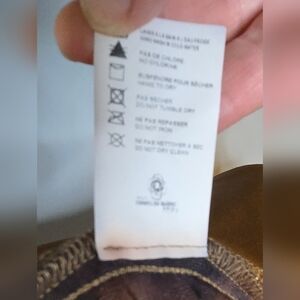 LAVER À LA MAIN À L'EAU FROIDE
HAND WASH IN COLD WATER
PAS DE CHLORE
NO CHLORINE
SUSPENDRE POUR SÉCHER
HANG TO DRY
PAS SÉCHER
DO NOT TUMBLE DRY
NE PAS REPASSER
DO NOT IRON
NE PAS NETTOYER À SEC
DO NOT DRY CLEAN